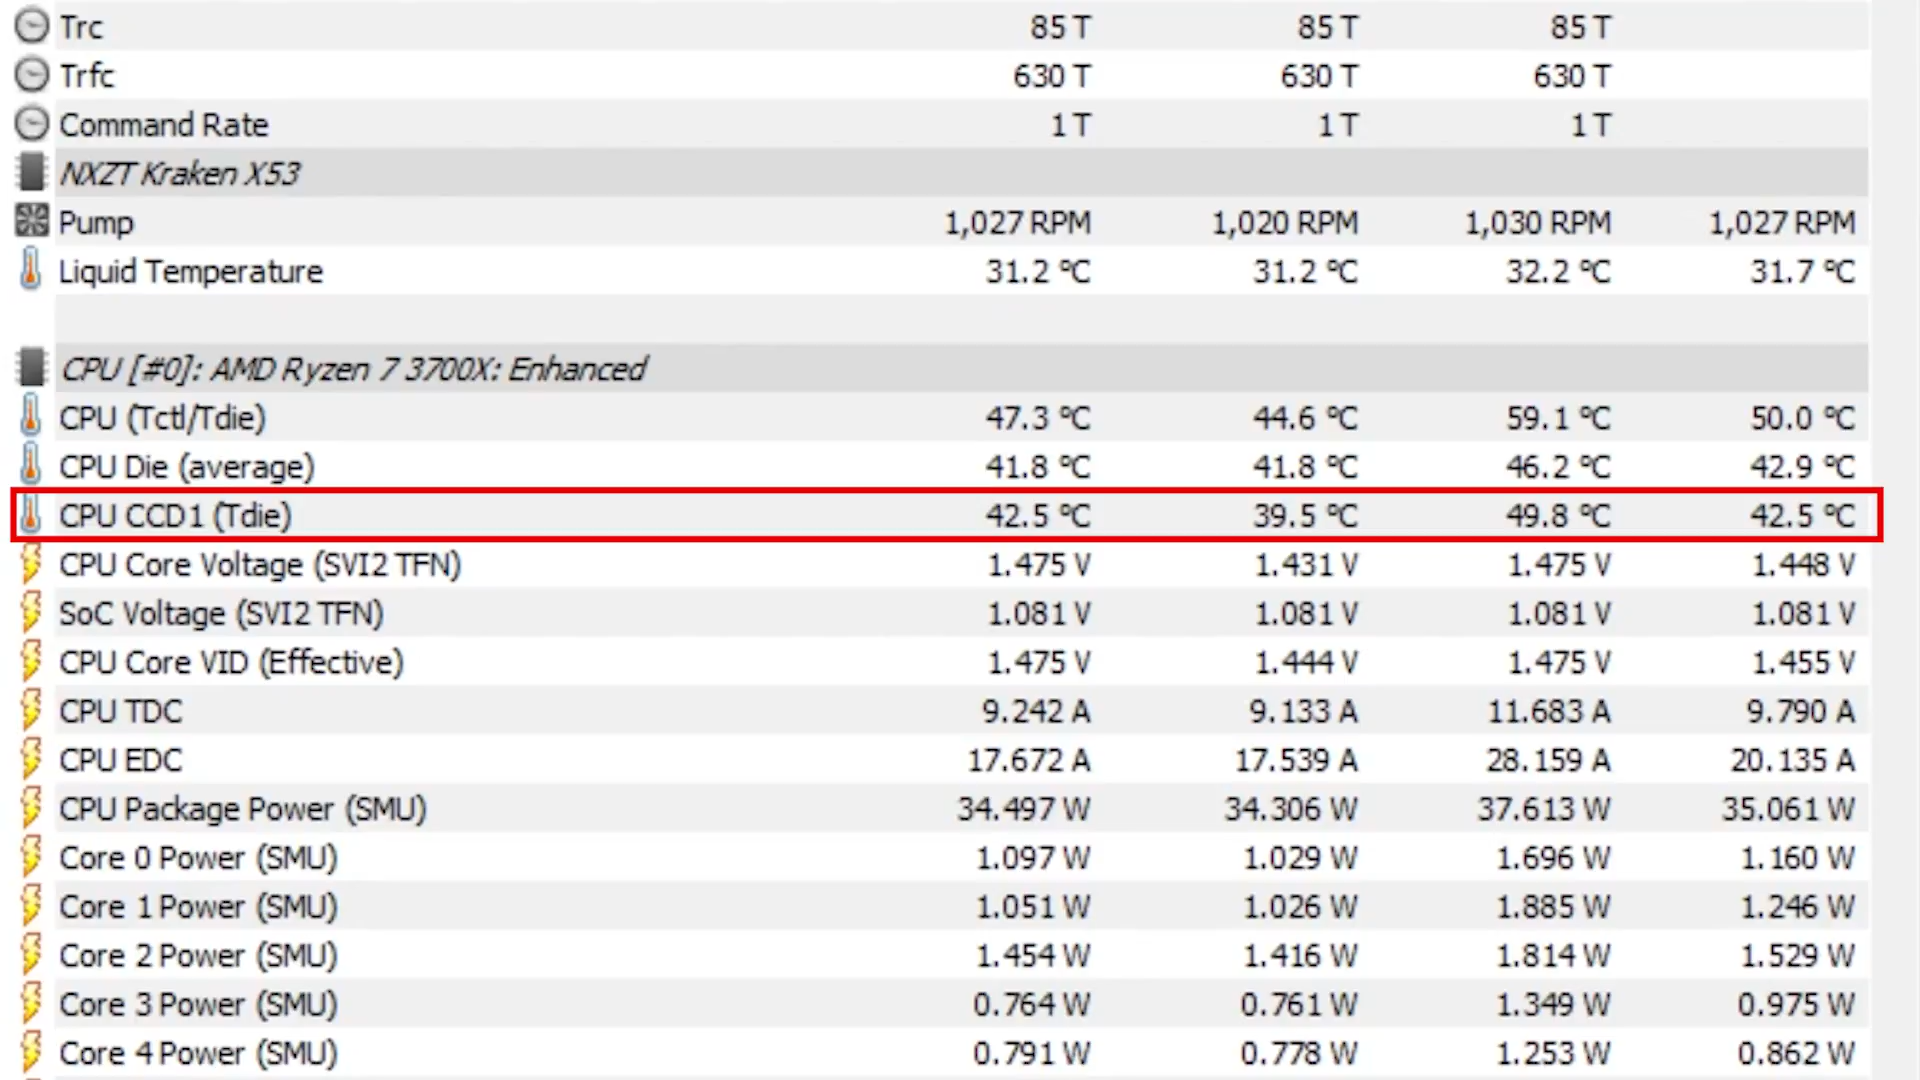 Trc 85 T 85 T 85 T
Trfc 630 T 630 T 630 T
Command Rate 1 T 1 T 1 T
NXZT Kraken X53
Pump 1,027 RPM 1,020 RPM 1,030 RPM 1,027 RPM
Liquid Temperature 31.2 °C 31.2 °C 32.2 °C 31.7 °C
CPU [#0]: AMD Ryzen 7 3700X: Enhanced
CPU (Tctl/Tdie) 47.3 °C 44.6 °C 59.1 °C 50.0 °C
CPU Die (average) 41.8 °C 41.8 °C 46.2 °C 42.9 °C
CPU CCD1 (Tdie) 42.5 °C 39.5 °C 49.8 °C 42.5 °C
CPU Core Voltage (SVI2 TFN) 1.475 V 1.431 V 1.475 V 1.448 V
SoC Voltage (SVI2 TFN) 1.081 V 1.081 V 1.081 V 1.081 V
CPU Core VID (Effective) 1.475 V 1.444 V 1.475 V 1.455 V
CPU TDC 9.242 A 9.133 A 11.683 A 9.790 A
CPU EDC 17.672 A 17.539 A 28.159 A 20.135 A
CPU Package Power (SMU) 34.497 W 34.306 W 37.613 W 35.061 W
Core 0 Power (SMU) 1.097 W 1.029 W 1.696 W 1.160 W
Core 1 Power (SMU) 1.051 W 1.026 W 1.885 W 1.246 W
Core 2 Power (SMU) 1.454 W 1.416 W 1.814 W 1.529 W
Core 3 Power (SMU) 0.764 W 0.761 W 1.349 W 0.975 W
Core 4 Power (SMU) 0.791 W 0.778 W 1.253 W 0.862 W